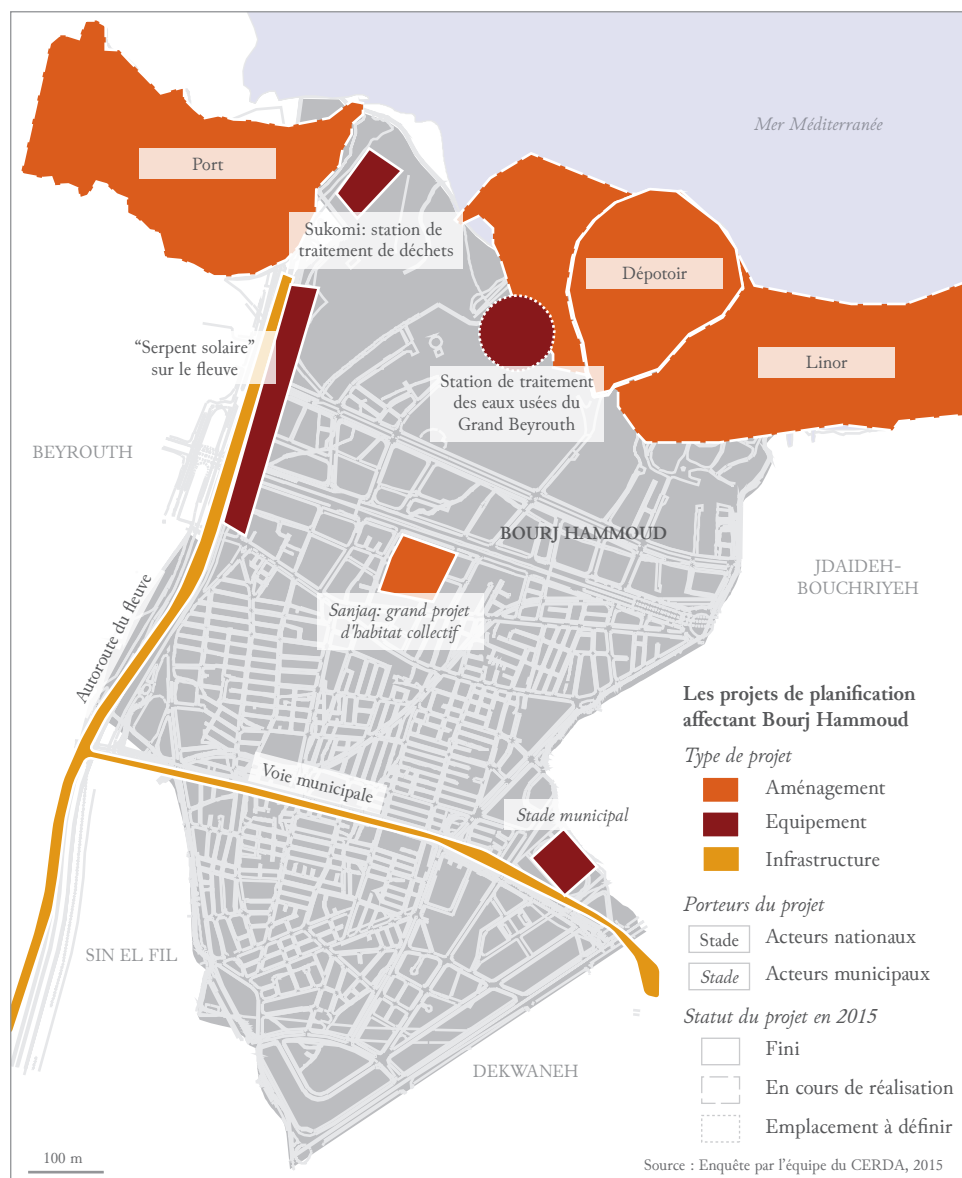 Mer Méditerranée
Port
Sukomi: station de
traitement de déchets
Dépotoir
“Serpent solaire”
sur le fleuve
Linor
Station de traitement
des eaux usées du
Grand Beyrouth
BEYROUTH
BOURJ HAMMOUD
JDAIDEH-
BOUCHRIYEH
Sanjaq: grand projet
d'habitat collectif
Autoroute du fleuve
Voie municipale
Stade municipal
SIN EL FIL
DEKWANEH
Les projets de planification
affectant Bourj Hammoud
Type de projet
Aménagement
Equipement
Infrastructure
Porteurs du projet
Stade Acteurs nationaux
Stade Acteurs municipaux
Statut du projet en 2015
Fini
En cours de réalisation
Emplacement à définir
100 m
Source : Enquête par l'équipe du CERDA, 2015